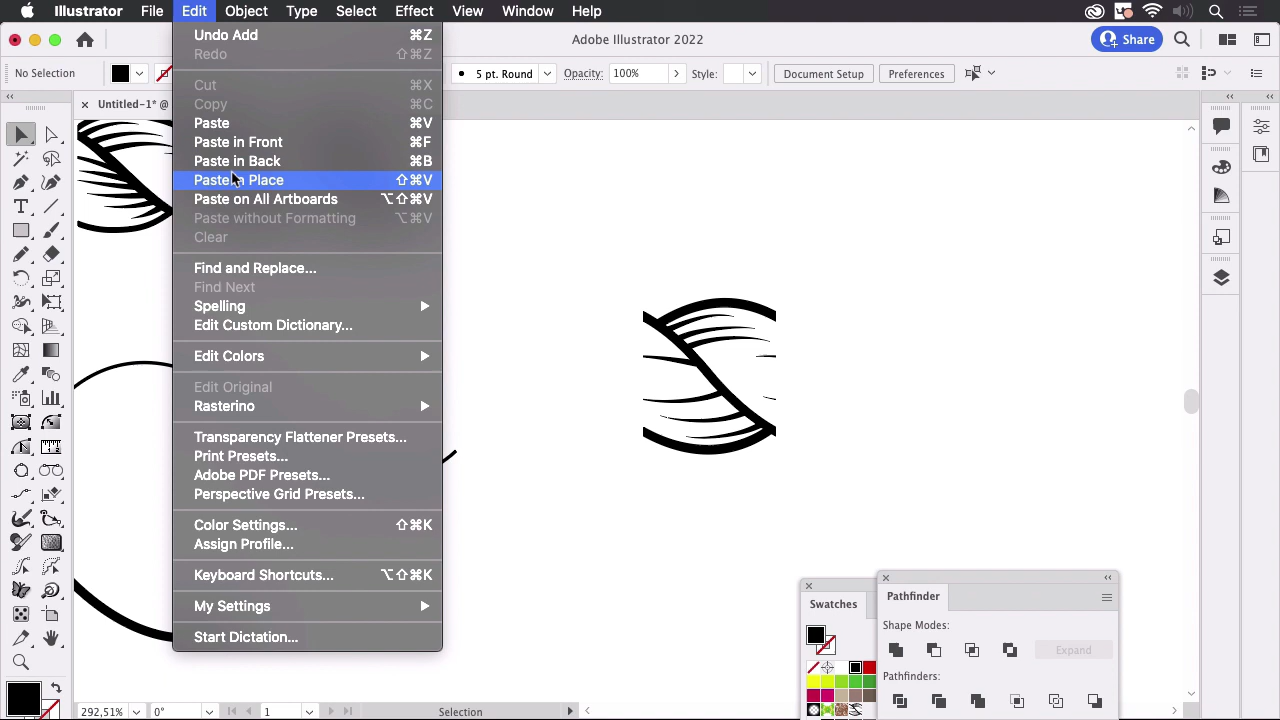 Illustrator File Edit Object Type Select Effect View Window Help
Adobe Illustrator 2022
Share
No Selection
5 pt. Round
Opacity:
100%
Document Setup
Preferences
Untitled-1* @
Undo Add ⌘Z
Redo ⇧⌘Z
Cut ⌘X
Copy ⌘C
Paste ⌘V
Paste in Front ⌘F
Paste in Back ⌘B
Paste in Place ⇧⌘V
Paste on All Artboards ⌥⇧⌘V
Paste without Formatting ⌥⌘V
Clear
Find and Replace...
Find Next
Spelling
Edit Custom Dictionary...
Edit Colors
Edit Original
Rasterino
Transparency Flattener Presets...
Print Presets...
Adobe PDF Presets...
Perspective Grid Presets...
Color Settings... ⇧⌘K
Assign Profile...
Keyboard Shortcuts... ⌥⇧⌘K
My Settings
Start Dictation...
Swatches
Pathfinder
Shape Modes:
Expand
Pathfinders:
292,51%
0°
1
Selection